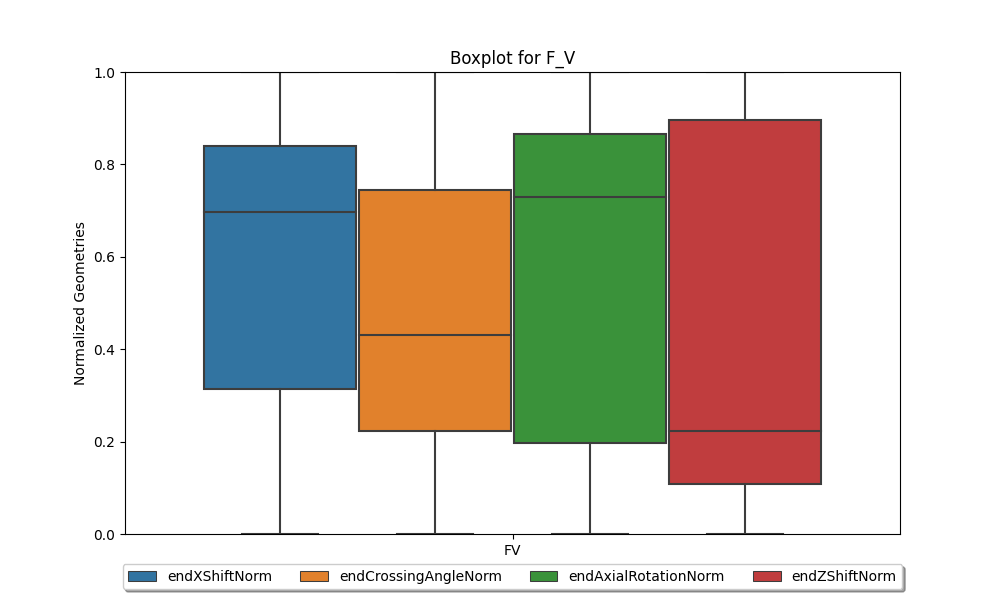 Boxplot for F_V
1.0
0.8
0.6
0.4
0.2
0.0
Normalized Geometries
FV
endXShiftNorm endCrossingAngleNorm endAxialRotationNorm endZShiftNorm